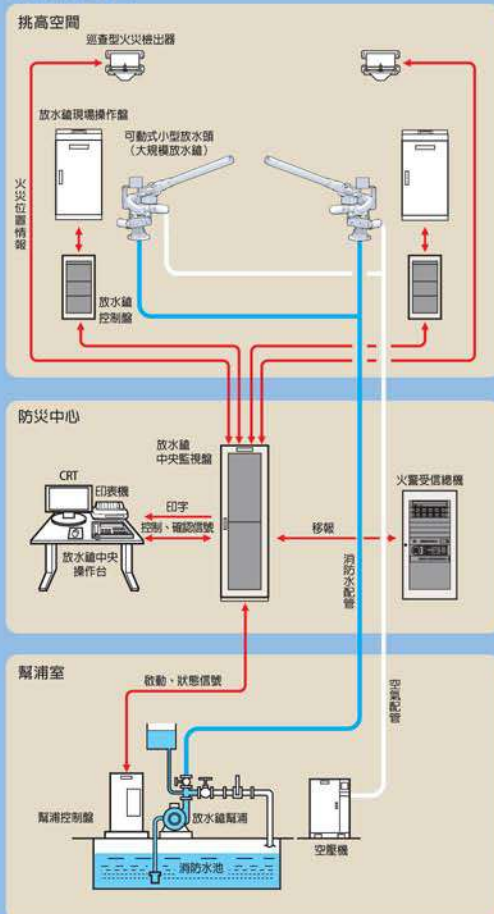 挑高空間
巡查型火災檢出器
放水鎗現場操作盤
可動式小型放水頭
（大規模放水鎗）
火災位置情報
放水鎗
控制盤
防災中心
放水鎗
中央監視盤
CRT
印表機
印字
控制、確認信號
放水鎗中央
操作台
移報
火警受信總機
消防水配管
幫浦室
啟動、狀態信號
空氣配管
幫浦控制盤
放水鎗幫浦
空壓機
消防水池